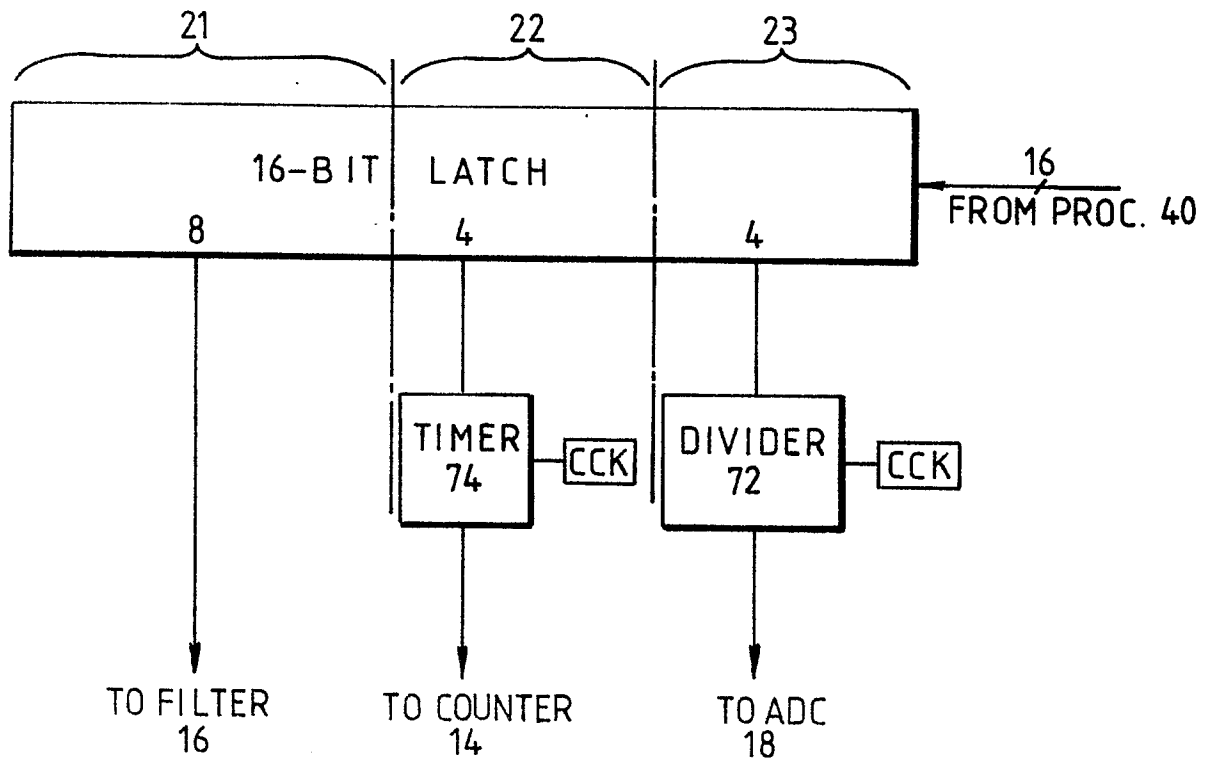 21 22 23
16-BIT LATCH
16
FROM PROC. 40
8 4 4
TIMER
74
CCK
DIVIDER
72
CCK
TO FILTER
16
TO COUNTER
14
TO ADC
18